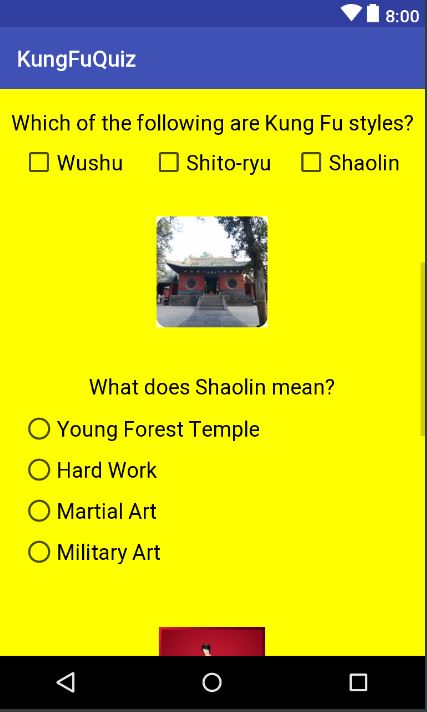 8:00
KungFuQuiz
Which of the following are Kung Fu styles?
Wushu Shito-ryu Shaolin
What does Shaolin mean?
Young Forest Temple
Hard Work
Martial Art
Military Art